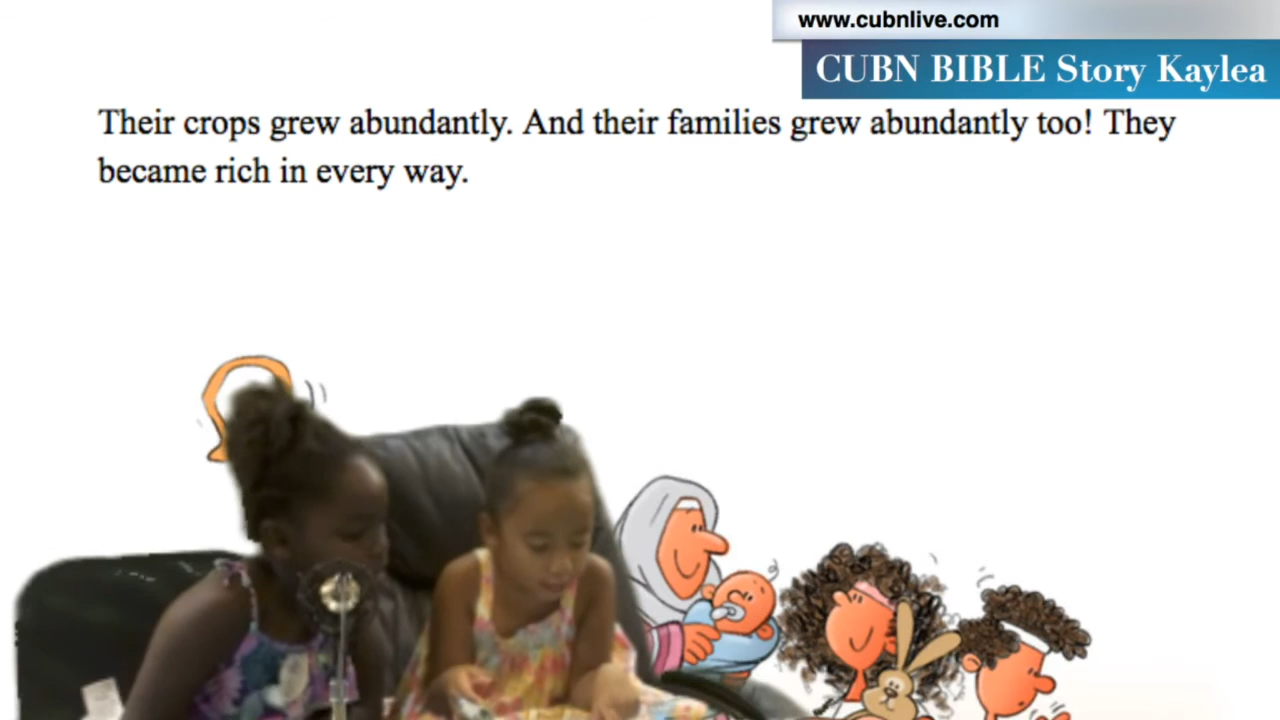 www.cubnlive.com
CUBN BIBLE Story Kaylea
Their crops grew abundantly. And their families grew abundantly too! They
became rich in every way.